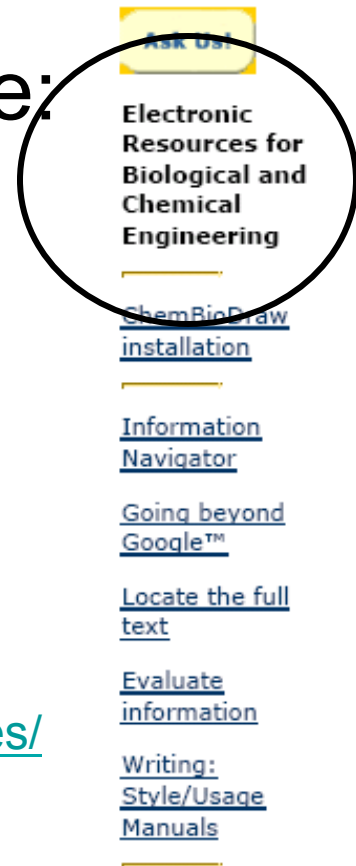 Ask Us!
e:
Electronic
Resources for
Biological and
Chemical
Engineering
ChemBioDraw
installation
Information
Navigator
Going beyond
Google™
Locate the full
text
es/
Evaluate
information
Writing:
Style/Usage
Manuals